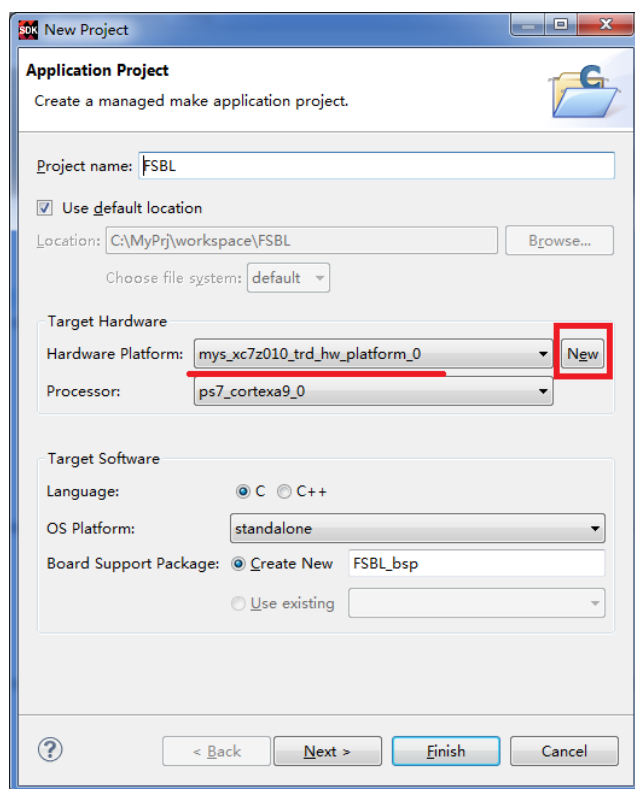 SDK New Project
Application Project
Create a managed make application project.
C
Project name: FSBL
Use default location
Location: C:\MyPrj\workspace\FSBL Browse...
Choose file system: default
Target Hardware
Hardware Platform: mys_xc7z010_trd_hw_platform_0 New
Processor: ps7_cortexa9_0
Target Software
Language: C C++
OS Platform: standalone
Board Support Package: Create New FSBL_bsp
Use existing
? < Back Next > Finish Cancel